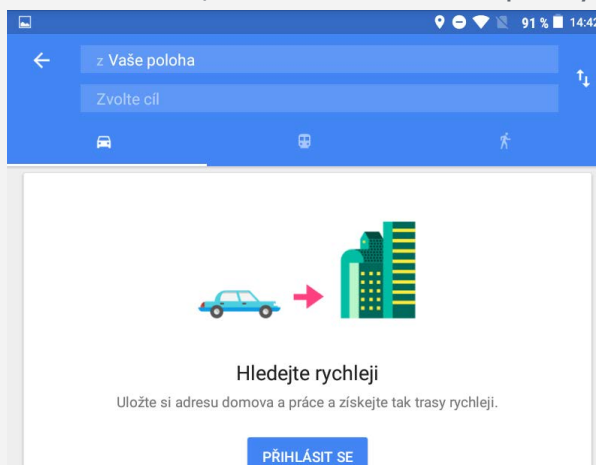 91 % 14:42
z Vaše poloha
Zvolte cíl
Hledejte rychleji
Uložte si adresu domova a práce a získejte tak trasy rychleji.
PŘIHLÁSIT SE